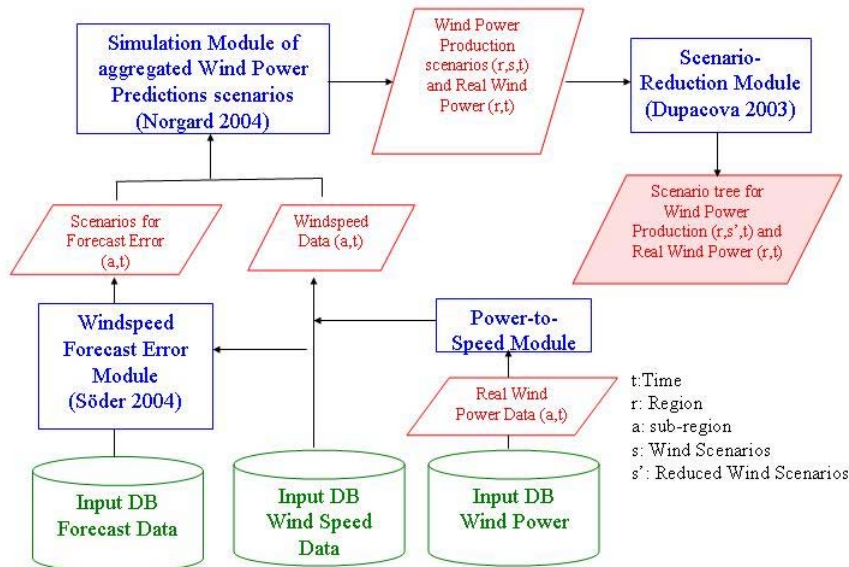 Simulation Module of
aggregated Wind Power
Predictions scenarios
(Norgard 2004)
Wind Power
Production
scenarios (r,s,t)
and Real Wind
Power (r,t)
Scenario-
Reduction Module
(Dupacova 2003)
Scenarios for
Forecast Error
(a,t)
Windspeed
Data (a,t)
Scenario tree for
Wind Power
Production (r,s',t) and
Real Wind Power (r,t)
Windspeed
Forecast Error
Module
(Söder 2004)
Power-to-
Speed Module
Real Wind
Power Data (a,t)
t:Time
r: Region
a: sub-region
s: Wind Scenarios
s': Reduced Wind Scenarios
Input DB
Forecast Data
Input DB
Wind Speed
Data
Input DB
Wind Power